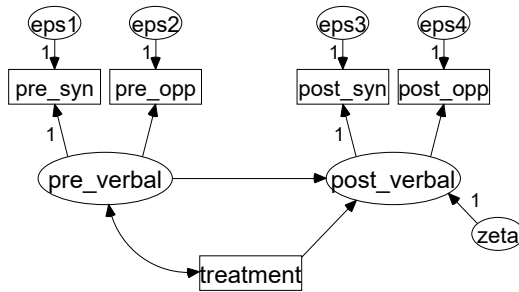 eps1 eps2 eps3 eps4
1 1 1 1
pre_syn pre_opp post_syn post_opp
1 1
pre_verbal post_verbal
1
zeta
treatment